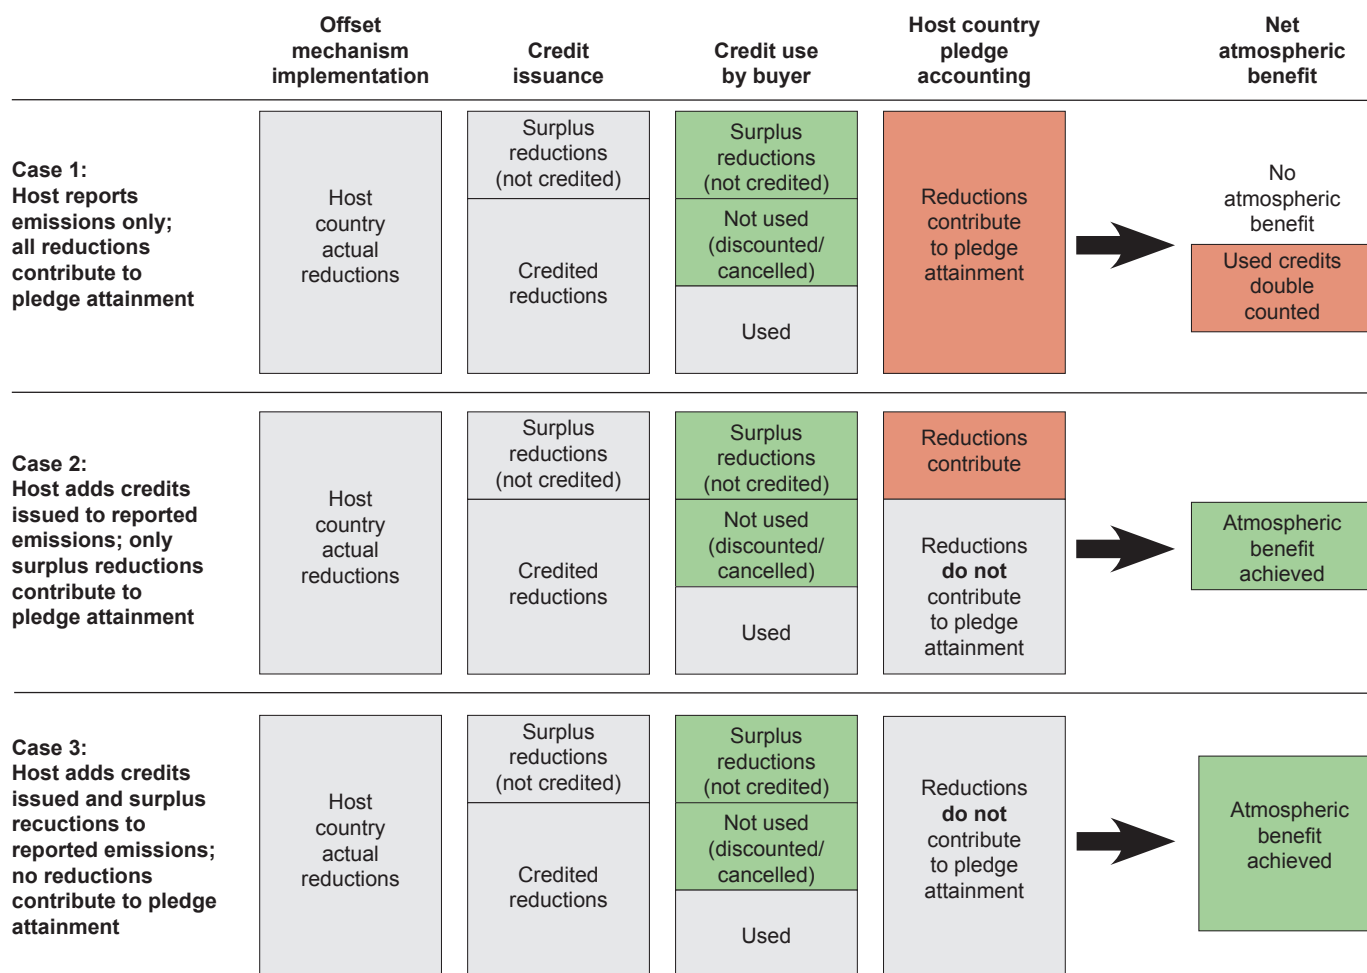 Offset
mechanism
implementation
Credit
issuance
Credit use
by buyer
Host country
pledge
accounting
Net
atmospheric
benefit
Case 1:
Host reports
emissions only;
all reductions
contribute to
pledge attainment
Host
country
actual
reductions
Surplus
reductions
(not credited)
Credited
reductions
Surplus
reductions
(not credited)
Not used
(discounted/
cancelled)
Used
Reductions
contribute
to pledge
attainment
No
atmospheric
benefit
Used credits
double
counted
Case 2:
Host adds credits
issued to reported
emissions; only
surplus reductions
contribute to
pledge attainment
Host
country
actual
reductions
Surplus
reductions
(not credited)
Credited
reductions
Surplus
reductions
(not credited)
Not used
(discounted/
cancelled)
Used
Reductions
contribute
Reductions
do not
contribute
to pledge
attainment
Atmospheric
benefit
achieved
Case 3:
Host adds credits
issued and surplus
recuctions to
reported emissions;
no reductions
contribute to pledge
attainment
Host
country
actual
reductions
Surplus
reductions
(not credited)
Credited
reductions
Surplus
reductions
(not credited)
Not used
(discounted/
cancelled)
Used
Reductions
do not
contribute
to pledge
attainment
Atmospheric
benefit
achieved